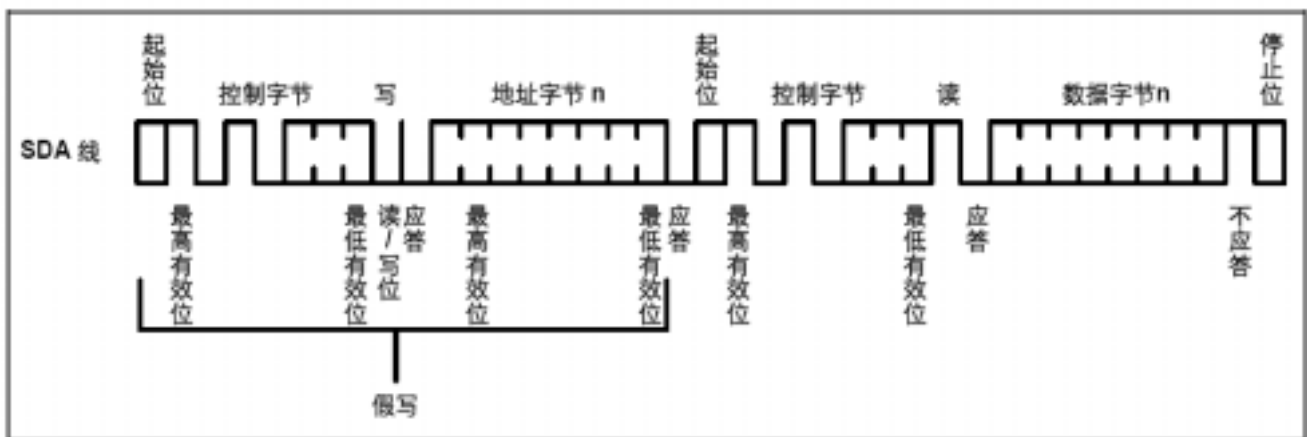 起始位
控制字节
写
地址字节 n
起始位
控制字节
读
数据字节n
停止位
SDA 线
最高有效位
最低有效位
读/写位
应答
最高有效位
最低有效位
应答
最高有效位
最低有效位
应答
不应答
假写